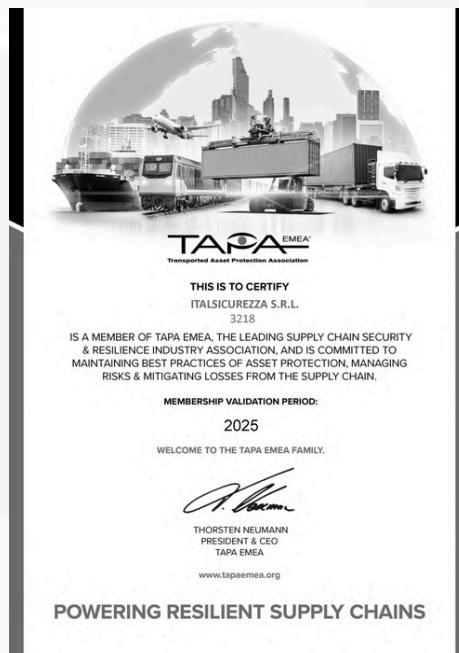 TAPA EMEA
Transported Asset Protection Association
THIS IS TO CERTIFY
ITALSICUREZZA S.R.L.
3218
IS A MEMBER OF TAPA EMEA, THE LEADING SUPPLY CHAIN SECURITY
& RESILIENCE INDUSTRY ASSOCIATION, AND IS COMMITTED TO
MAINTAINING BEST PRACTICES OF ASSET PROTECTION, MANAGING
RISKS & MITIGATING LOSSES FROM THE SUPPLY CHAIN.
MEMBERSHIP VALIDATION PERIOD:
2025
WELCOME TO THE TAPA EMEA FAMILY.
THORSTEN NEUMANN
PRESIDENT & CEO
TAPA EMEA
www.tapaemea.org
POWERING RESILIENT SUPPLY CHAINS